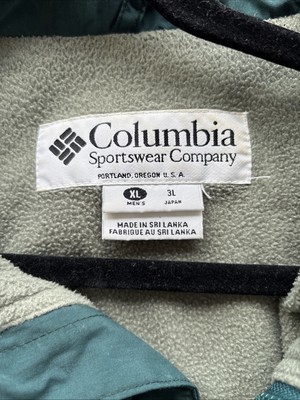 Columbia
Sportswear Company
PORTLAND, OREGON U.S.A.
XL 3L
MEN'S JAPAN
MADE IN SRI LANKA
FABRIQUE AU SRI LANKA